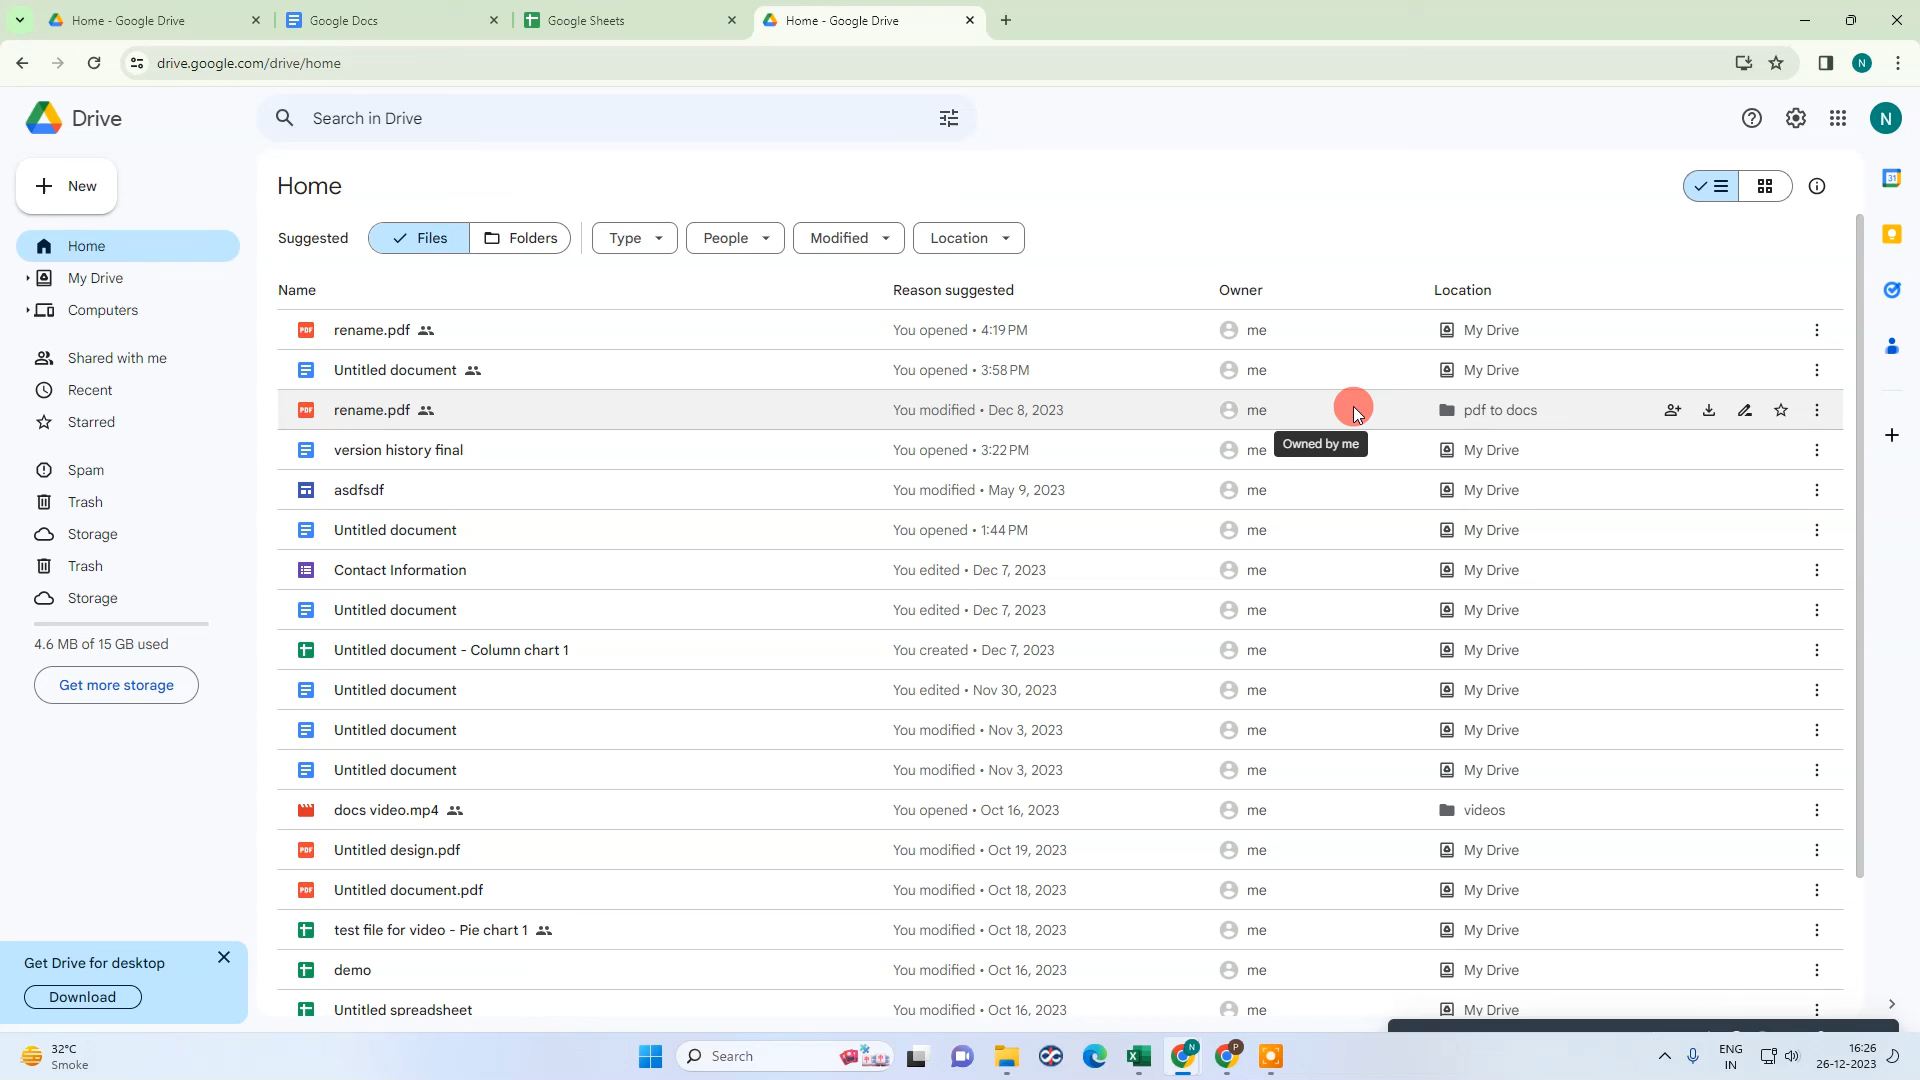 Home - Google Drive
Google Docs
Google Sheets
Home - Google Drive
drive.google.com/drive/home
N
Drive
Search in Drive
N
New
Home
My Drive
Computers
Shared with me
Recent
Starred
Spam
Trash
Storage
Trash
Storage
4.6 MB of 15 GB used
Get more storage
Get Drive for desktop
Download
Home
Suggested Files Folders Type People Modified Location
Name Reason suggested Owner Location
PDF rename.pdf You opened • 4:19 PM me My Drive
Untitled document You opened • 3:58 PM me My Drive
PDF rename.pdf You modified • Dec 8, 2023 me pdf to docs
Owned by me
version history final You opened • 3:22 PM me My Drive
asdfsdf You modified • May 9, 2023 me My Drive
Untitled document You opened • 1:44 PM me My Drive
Contact Information You edited • Dec 7, 2023 me My Drive
Untitled document You edited • Dec 7, 2023 me My Drive
Untitled document - Column chart 1 You created • Dec 7, 2023 me My Drive
Untitled document You edited • Nov 30, 2023 me My Drive
Untitled document You modified • Nov 3, 2023 me My Drive
Untitled document You modified • Nov 3, 2023 me My Drive
docs video.mp4 You opened • Oct 16, 2023 me videos
PDF Untitled design.pdf You modified • Oct 19, 2023 me My Drive
PDF Untitled document.pdf You modified • Oct 18, 2023 me My Drive
test file for video - Pie chart 1 You modified • Oct 18, 2023 me My Drive
demo You modified • Oct 16, 2023 me My Drive
Untitled spreadsheet You modified • Oct 16, 2023 me My Drive
31
32°C
Smoke
Search
N
P
ENG
IN
16:26
26-12-2023